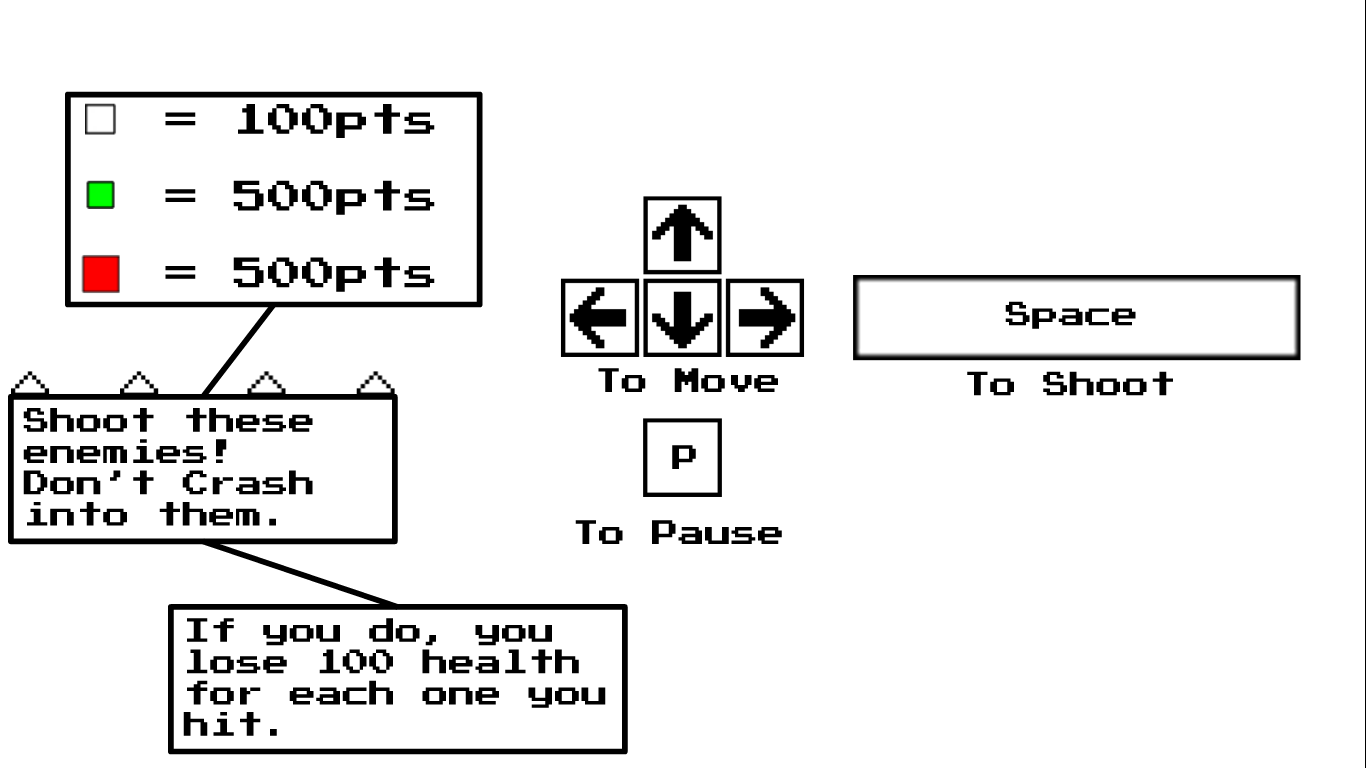 = 100pts
= 500pts
= 500pts
Shoot these
enemies!
Don't Crash
into them.
If you do, you
lose 100 health
for each one you
hit.
To Move
P
To Pause
Space
To Shoot